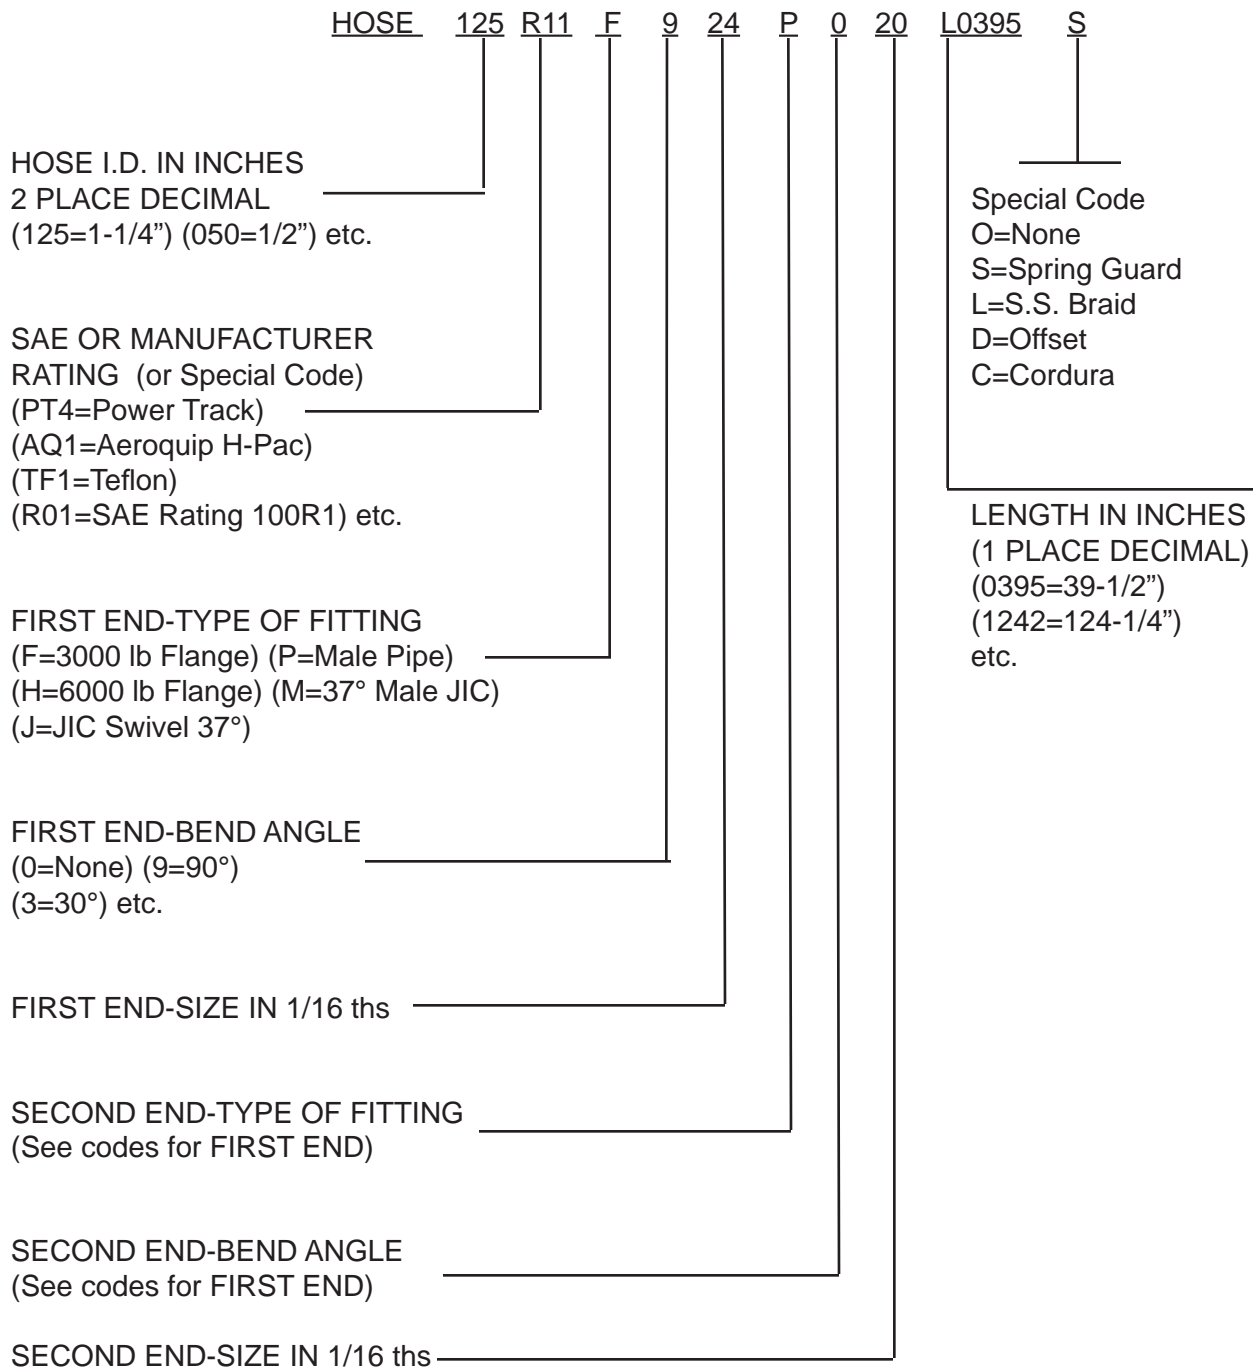 HOSE 125 R11 F 9 24 P 0 20 L0395 S
HOSE I.D. IN INCHES
2 PLACE DECIMAL
(125=1-1/4”) (050=1/2”) etc.
Special Code
O=None
S=Spring Guard
L=S.S. Braid
D=Offset
C=Cordura
SAE OR MANUFACTURER
RATING (or Special Code)
(PT4=Power Track)
(AQ1=Aeroquip H-Pac)
(TF1=Teflon)
(R01=SAE Rating 100R1) etc.
LENGTH IN INCHES
(1 PLACE DECIMAL)
(0395=39-1/2”)
(1242=124-1/4”)
etc.
FIRST END-TYPE OF FITTING
(F=3000 lb Flange) (P=Male Pipe)
(H=6000 lb Flange) (M=37° Male JIC)
(J=JIC Swivel 37°)
FIRST END-BEND ANGLE
(0=None) (9=90°)
(3=30°) etc.
FIRST END-SIZE IN 1/16 ths
SECOND END-TYPE OF FITTING
(See codes for FIRST END)
SECOND END-BEND ANGLE
(See codes for FIRST END)
SECOND END-SIZE IN 1/16 ths